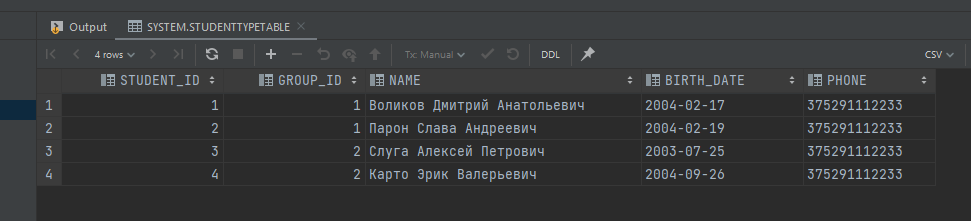 Output SYSTEM.STUDENTTYPETABLE
4 rows Tx: Manual DDL CSV
STUDENT_ID GROUP_ID NAME BIRTH_DATE PHONE
1 1 1 Воликов Дмитрий Анатольевич 2004-02-17 375291112233
2 2 1 Парон Слава Андреевич 2004-02-19 375291112233
3 3 2 Слуга Алексей Петрович 2003-07-25 375291112233
4 4 2 Карто Эрик Валерьевич 2004-09-26 375291112233